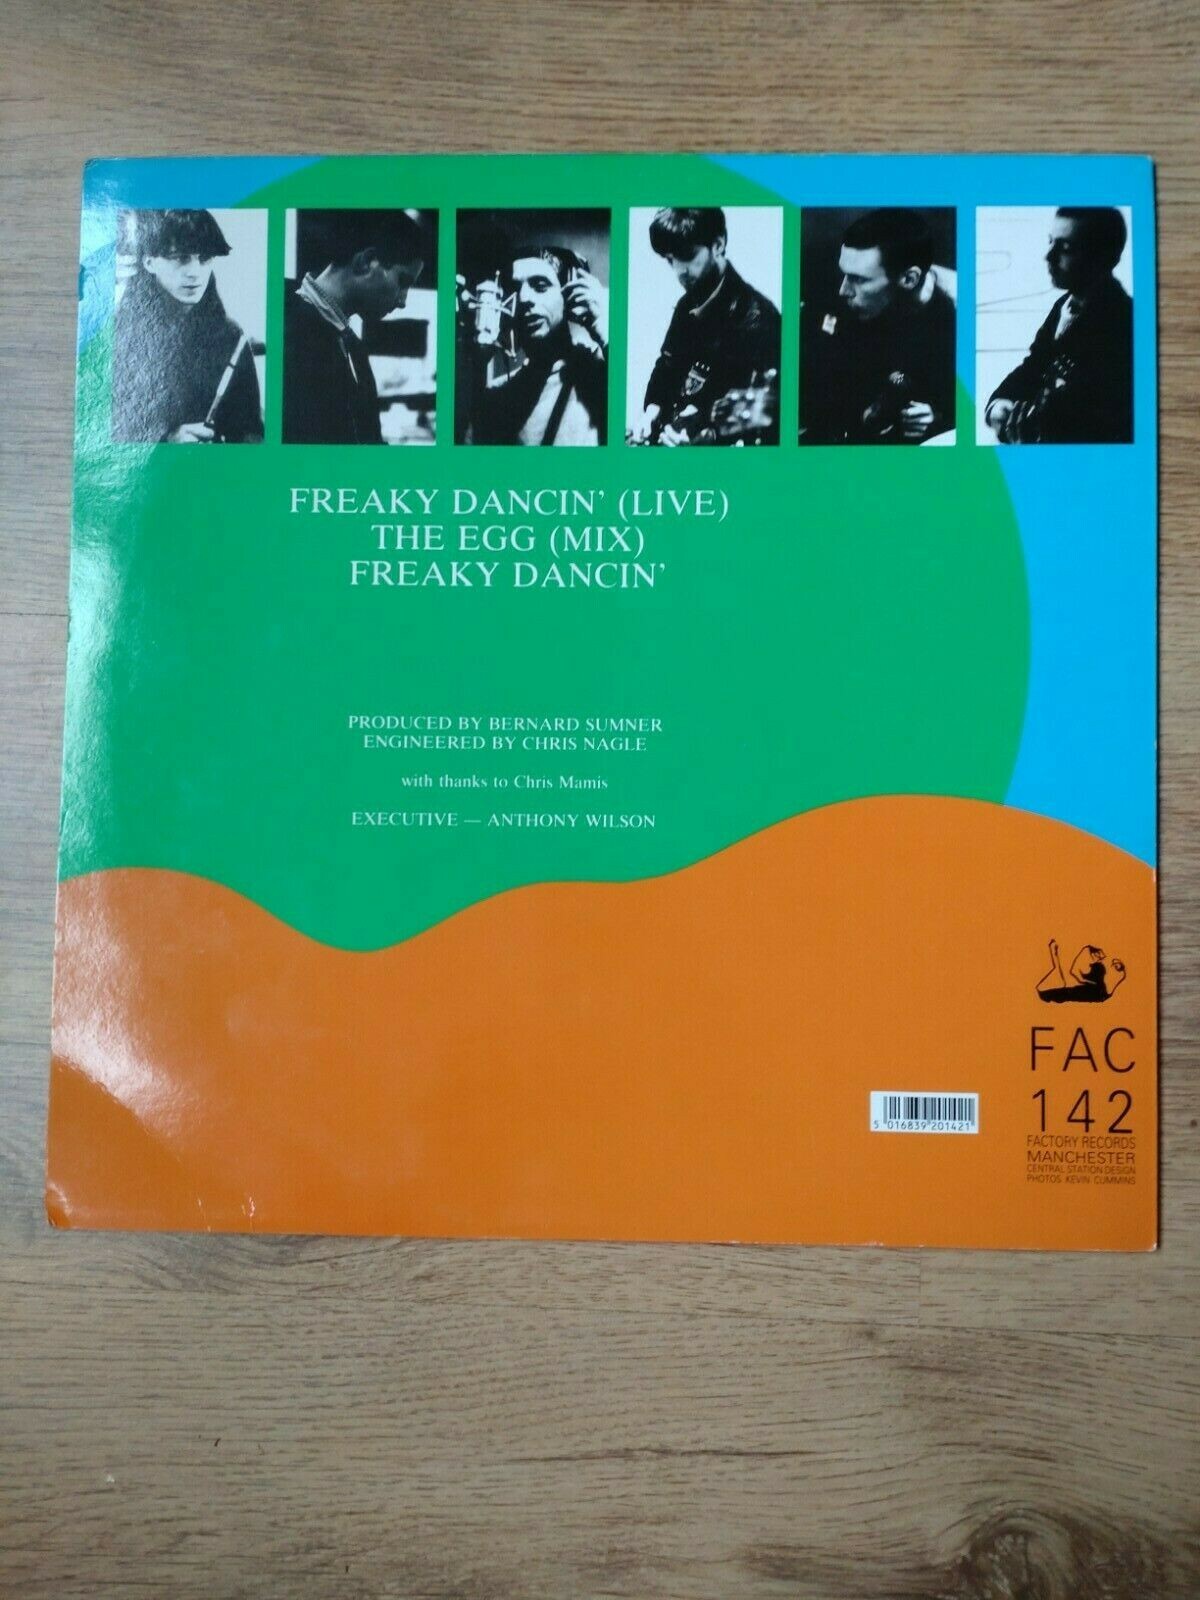 FREAKY DANCIN' (LIVE)
THE EGG (MIX)
FREAKY DANCIN'
PRODUCED BY BERNARD SUMNER
ENGINEERED BY CHRIS NAGLE
with thanks to Chris Mamis
EXECUTIVE — ANTHONY WILSON
FAC
142
FACTORY RECORDS
MANCHESTER
CENTRAL STATION DESIGN
PHOTOS KEVIN CUMMINS
5 016839 201421